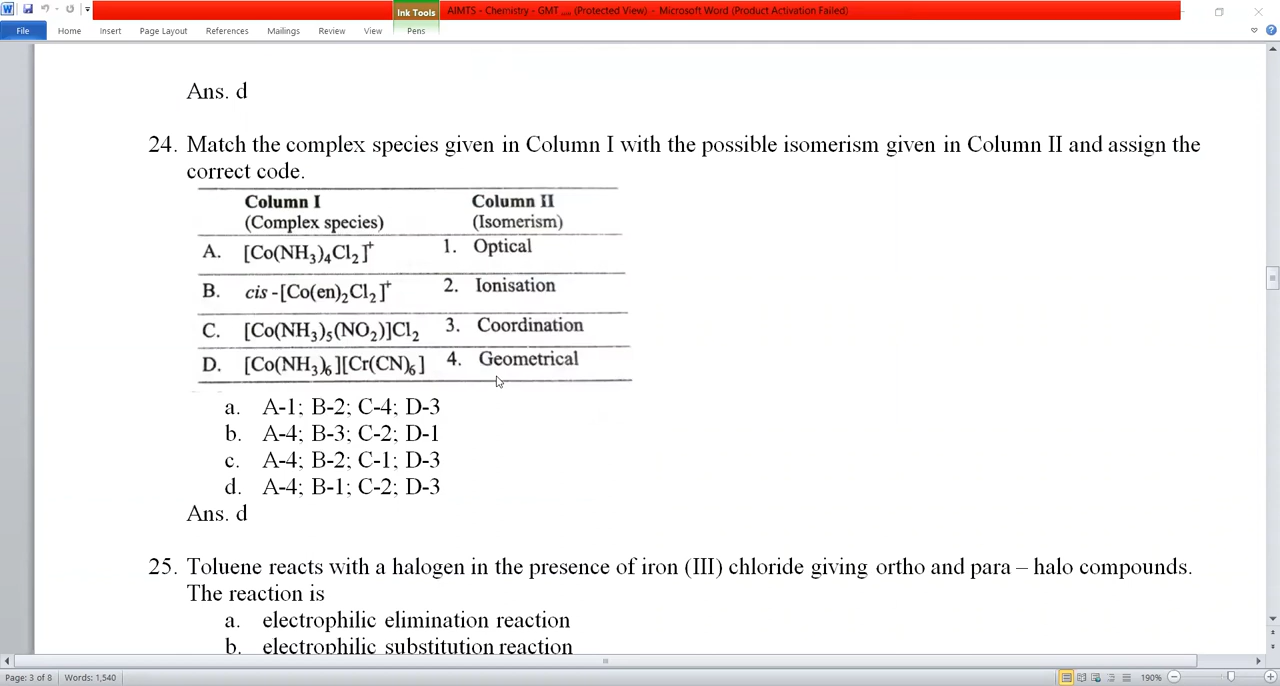 Ink Tools
AIMTS - Chemistry - GMT .... (Protected View) - Microsoft Word (Product Activation Failed)
File Home Insert Page Layout References Mailings Review View Pens
Ans. d
24. Match the complex species given in Column I with the possible isomerism given in Column II and assign the
correct code.
Column I Column II
(Complex species) (Isomerism)
A. [Co(NH₃)₄Cl₂]⁺ 1. Optical
B. cis -[Co(en)₂Cl₂]⁺ 2. Ionisation
C. [Co(NH₃)₅(NO₂)]Cl₂ 3. Coordination
D. [Co(NH₃)₆][Cr(CN)₆] 4. Geometrical
a. A-1; B-2; C-4; D-3
b. A-4; B-3; C-2; D-1
c. A-4; B-2; C-1; D-3
d. A-4; B-1; C-2; D-3
Ans. d
25. Toluene reacts with a halogen in the presence of iron (III) chloride giving ortho and para – halo compounds.
The reaction is
a. electrophilic elimination reaction
b. electrophilic substitution reaction
Page: 3 of 8 Words: 1,540 190%